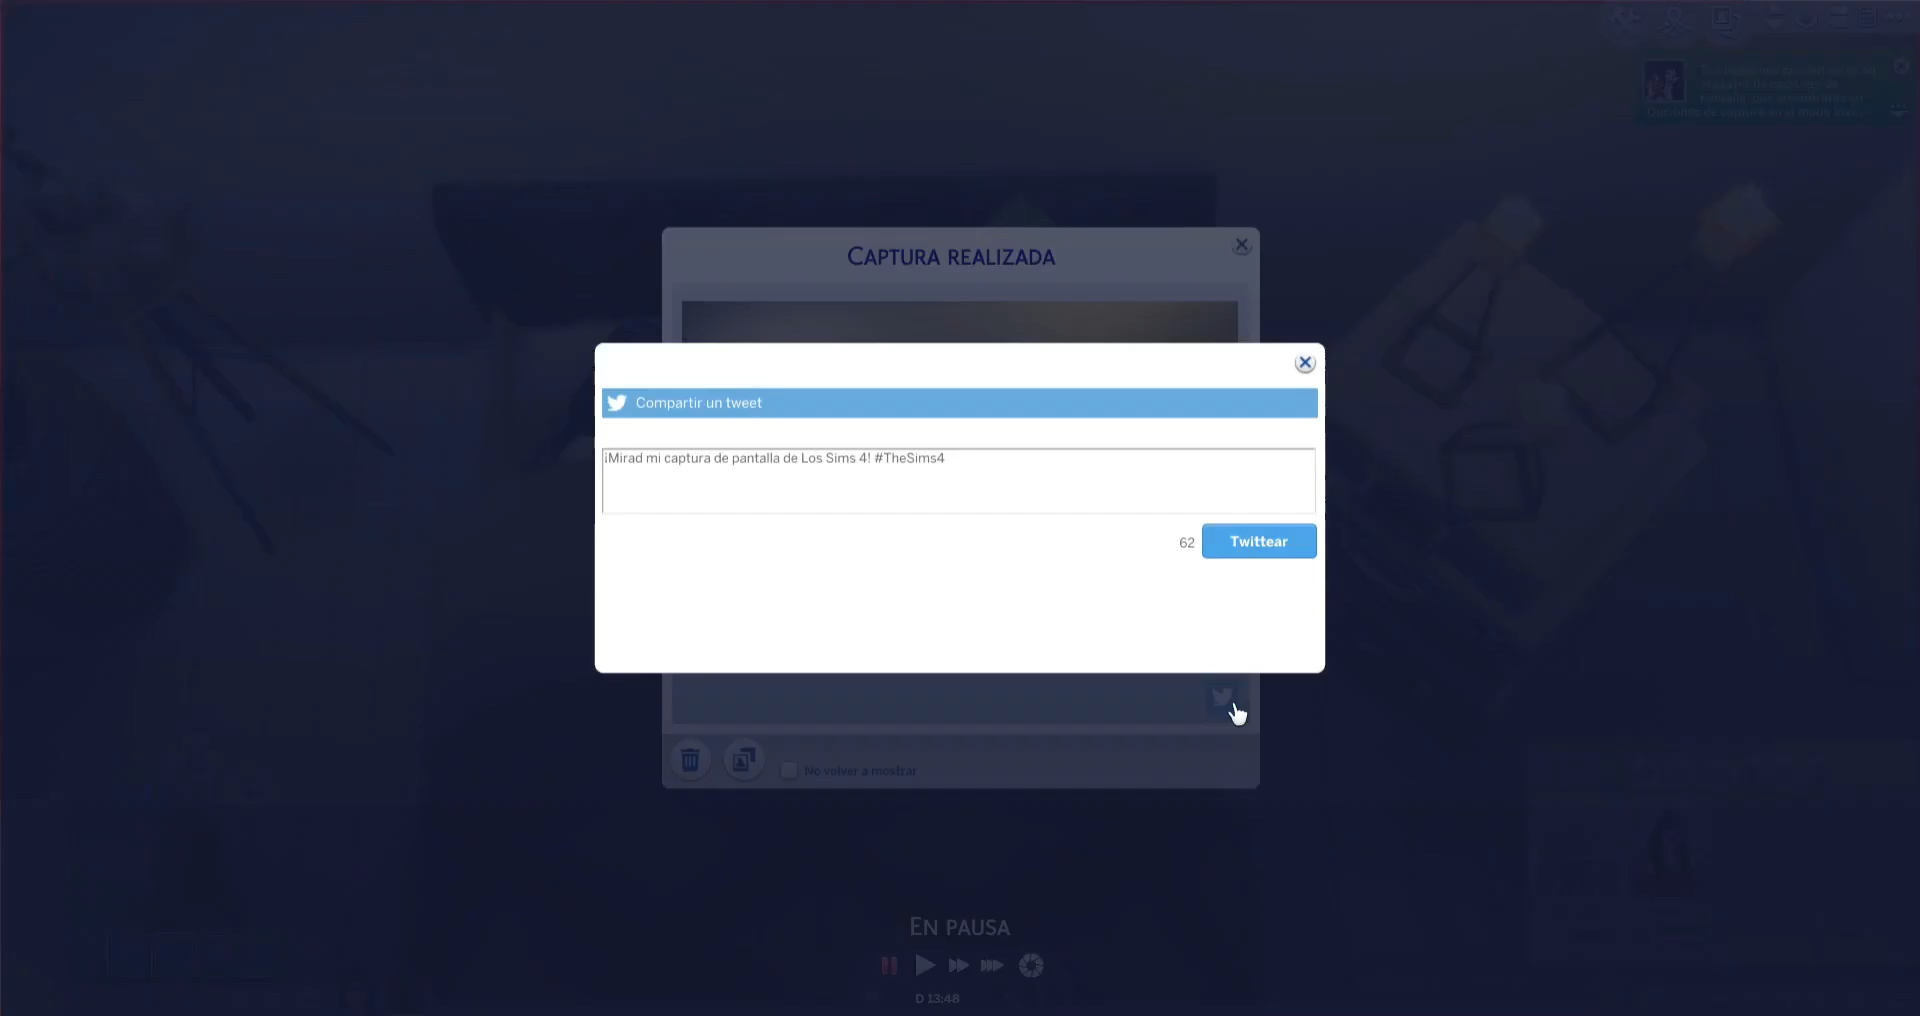 CAPTURA REALIZADA
Compartir un tweet
¡Mirad mi captura de pantalla de Los Sims 4! #TheSims4
62
Twittear
No volver a mostrar
EN PAUSA
D 13:48